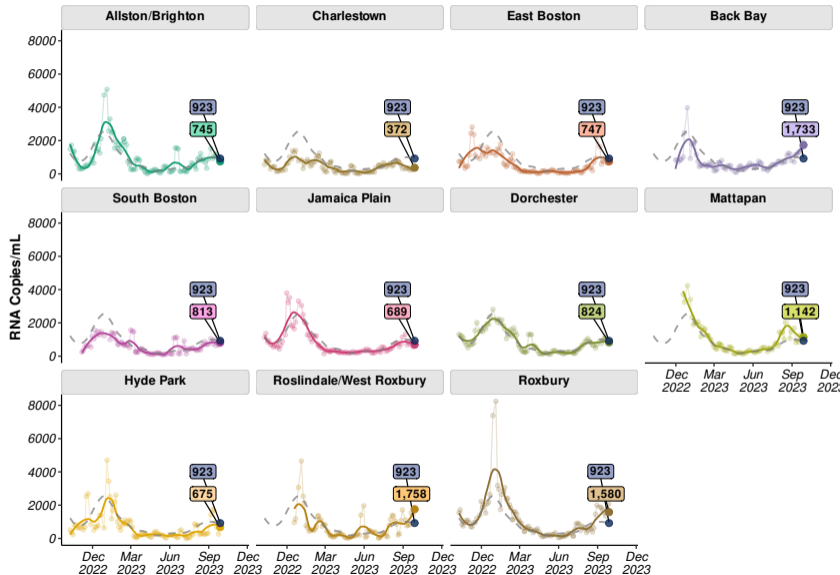 Allston/Brighton Charlestown East Boston Back Bay
8000
6000
4000 923 923 923 923
2000 745 372 747 1,733
0
South Boston Jamaica Plain Dorchester Mattapan
8000
6000
4000 923 923 923 923
2000 813 689 824 1,142
0
RNA Copies/mL
Dec 2022 Mar 2023 Jun 2023 Sep 2023 Dec 2023
Hyde Park Roslindale/West Roxbury Roxbury
8000
6000
4000 923 923 923
2000 675 1,758 1,580
0
Dec Mar Jun Sep Dec Dec Mar Jun Sep Dec Dec Mar Jun Sep Dec
2022 2023 2023 2023 2023 2022 2023 2023 2023 2023 2022 2023 2023 2023 2023